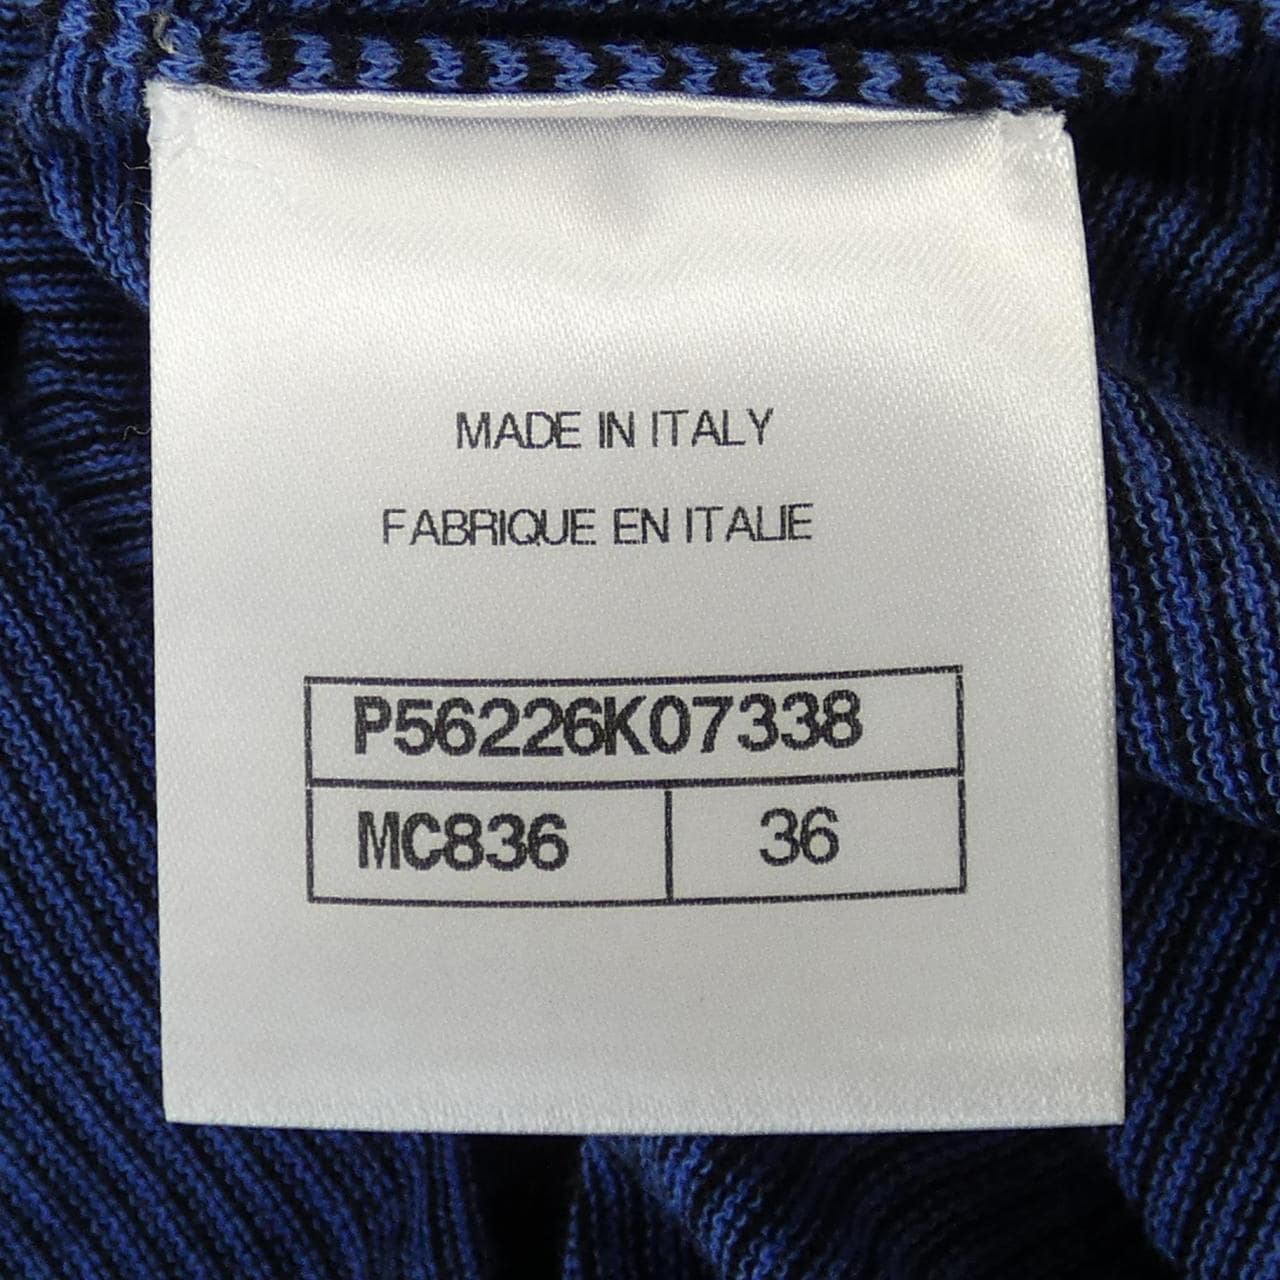 MADE IN ITALY
FABRIQUE EN ITALIE
P56226K07338
MC836 36